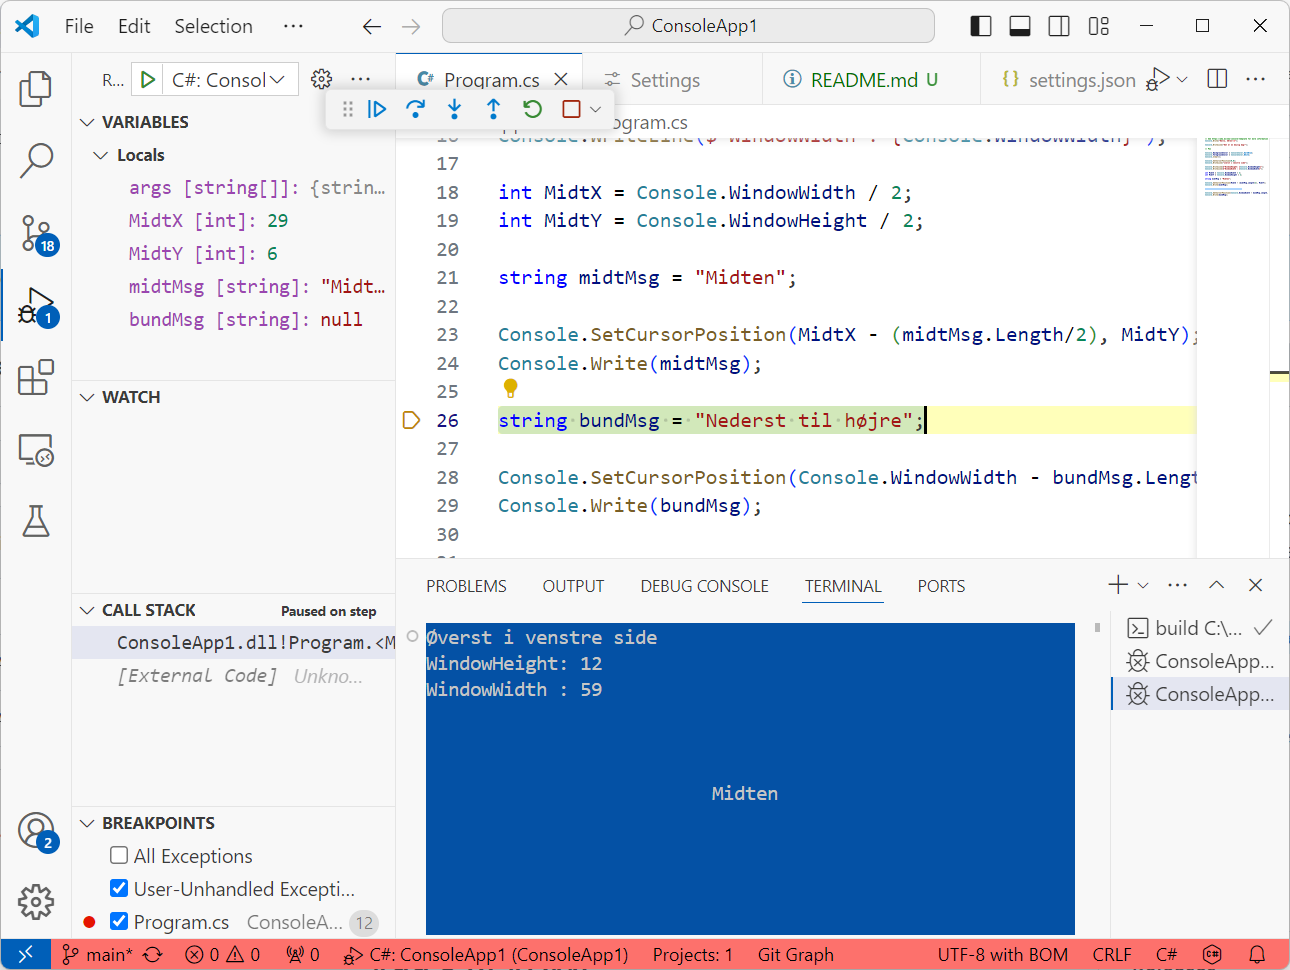 File Edit Selection ··· ConsoleApp1
R... C#: Consol ···
Program.cs Settings README.md U settings.json ···
VARIABLES
Locals
args [string[]]: {strin...
MidtX [int]: 29
MidtY [int]: 6
midtMsg [string]: "Midt...
bundMsg [string]: null
WATCH
CALL STACK Paused on step
ConsoleApp1.dll!Program.<M
[External Code] Unkno...
BREAKPOINTS
All Exceptions
User-Unhandled Excepti...
Program.cs ConsoleA... 12
18
1
2
ogram.cs
16 Console.WriteLine($"WindowWidth : {Console.WindowWidth}");
17
18 int MidtX = Console.WindowWidth / 2;
19 int MidtY = Console.WindowHeight / 2;
20
21 string midtMsg = "Midten";
22
23 Console.SetCursorPosition(MidtX - (midtMsg.Length/2), MidtY);
24 Console.Write(midtMsg);
25
26 string bundMsg = "Nederst til højre";
27
28 Console.SetCursorPosition(Console.WindowWidth - bundMsg.Lengt
29 Console.Write(bundMsg);
30
PROBLEMS OUTPUT DEBUG CONSOLE TERMINAL PORTS ···
Øverst i venstre side
WindowHeight: 12
WindowWidth : 59
Midten
build C:\...
ConsoleApp...
ConsoleApp...
main* 0 0 0 C#: ConsoleApp1 (ConsoleApp1) Projects: 1 Git Graph UTF-8 with BOM CRLF C#